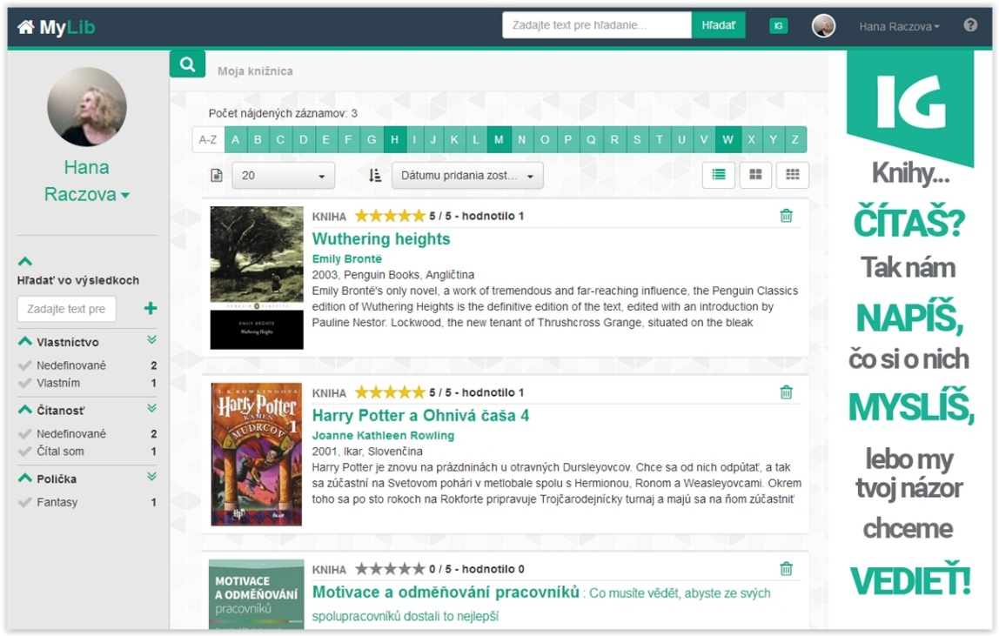 MyLib
Zadajte text pre hľadanie...
Hľadať
IG
Hana Raczova
Moja knižnica
Hana
Raczova
Hľadať vo výsledkoch
Zadajte text pre
Vlastníctvo
Nedefinované 2
Vlastním 1
Čítanosť
Nedefinované 2
Čítal som 1
Polička
Fantasy 1
Počet nájdených záznamov: 3
A-Z A B C D E F G H I J K L M N O P Q R S T U V W X Y Z
20
Dátumu pridania zost...
KNIHA 5 / 5 - hodnotilo 1
Wuthering heights
Emily Brontë
2003, Penguin Books, Angličtina
Emily Brontë's only novel, a work of tremendous and far-reaching influence, the Penguin Classics
edition of Wuthering Heights is the definitive edition of the text, edited with an introduction by
Pauline Nestor. Lockwood, the new tenant of Thrushcross Grange, situated on the bleak
EMILY BRONTË
Wuthering Heights
KNIHA 5 / 5 - hodnotilo 1
Harry Potter a Ohnivá čaša 4
Joanne Kathleen Rowling
2001, Ikar, Slovenčina
Harry Potter je znovu na prázdninách u otravných Dursleyovcov. Chce sa od nich odpútať, a tak
sa zúčastní na Svetovom pohári v metlobale spolu s Hermionou, Ronom a Weasleyovcami. Okrem
toho sa po sto rokoch na Rokforte pripravuje Trojčarodejnícky turnaj a majú sa na ňom zúčastniť
J. K. ROWLINGOVÁ
Harry Potter
KAMEŇ
MUDRCOV
1
KNIHA 0 / 5 - hodnotilo 0
Motivace a odměňování pracovníků : Co musíte vědět, abyste ze svých
spolupracovníků dostali to nejlepší
MOTIVACE
A ODMĚŇOVÁNÍ
pracovníků
IG
Knihy...
ČÍTAŠ?
Tak nám
NAPÍŠ,
čo si o nich
MYSLÍŠ,
lebo my
tvoj názor
chceme
VEDIEŤ!